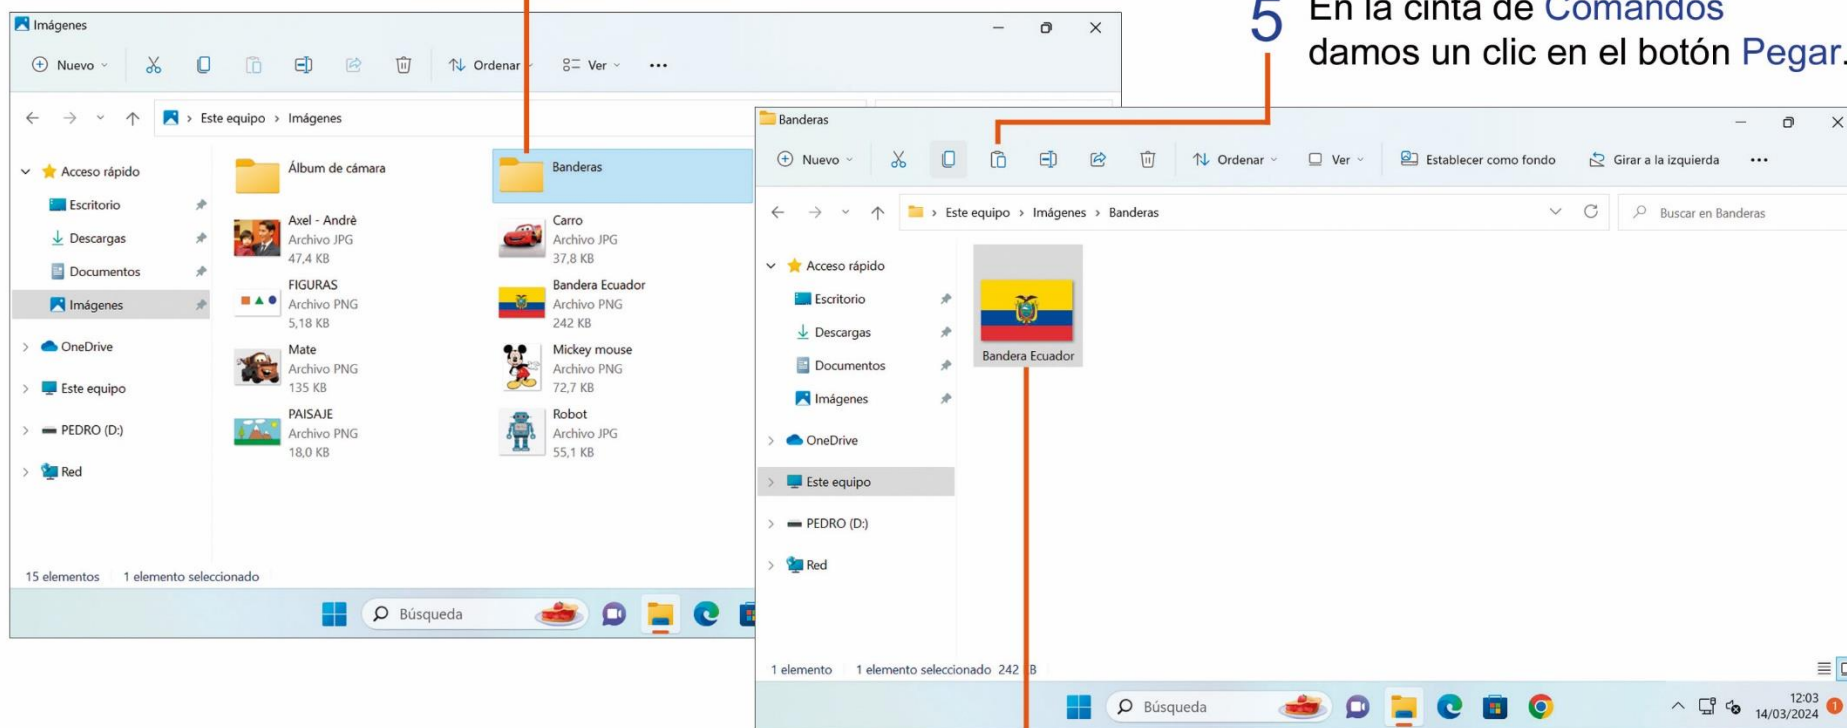 5 En la cinta de Comandos
damos un clic en el botón Pegar.
Imágenes
Nuevo
Ordenar
Ver
Este equipo > Imágenes
Acceso rápido
Escritorio
Descargas
Documentos
Imágenes
OneDrive
Este equipo
PEDRO (D:)
Red
Álbum de cámara
Banderas
Axel - Andrè
Archivo JPG
47,4 KB
Carro
Archivo JPG
37,8 KB
FIGURAS
Archivo PNG
5,18 KB
Bandera Ecuador
Archivo PNG
242 KB
Mate
Archivo PNG
135 KB
Mickey mouse
Archivo PNG
72,7 KB
PAISAJE
Archivo PNG
18,0 KB
Robot
Archivo JPG
55,1 KB
15 elementos 1 elemento seleccionado
Búsqueda
Banderas
Nuevo
Ordenar
Ver
Establecer como fondo
Girar a la izquierda
Este equipo > Imágenes > Banderas
Buscar en Banderas
Acceso rápido
Escritorio
Descargas
Documentos
Imágenes
OneDrive
Este equipo
PEDRO (D:)
Red
Bandera Ecuador
1 elemento 1 elemento seleccionado 242
Búsqueda
12:03
14/03/2024
1